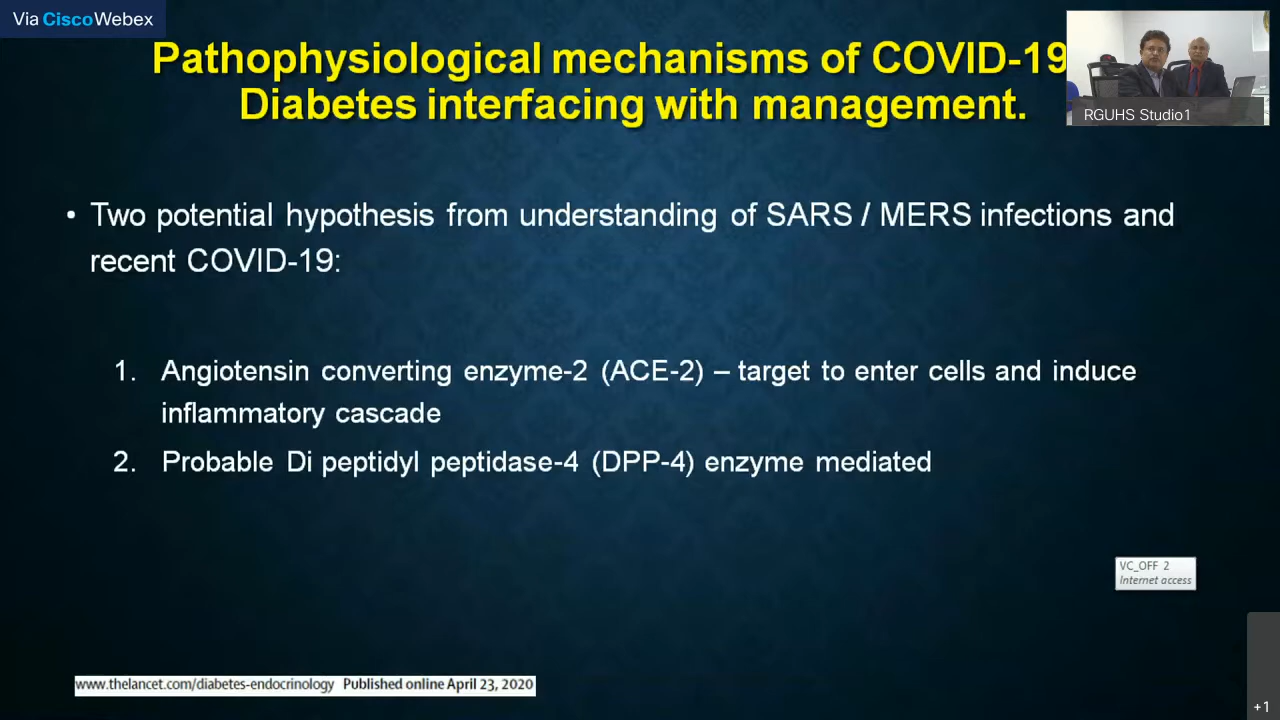 Via CiscoWebex
Pathophysiological mechanisms of COVID-19
Diabetes interfacing with management.
RGUHS Studio1
• Two potential hypothesis from understanding of SARS / MERS infections and
recent COVID-19:
1. Angiotensin converting enzyme-2 (ACE-2) – target to enter cells and induce
inflammatory cascade
2. Probable Di peptidyl peptidase-4 (DPP-4) enzyme mediated
VC_OFF 2
Internet access
www.thelancet.com/diabetes-endocrinology Published online April 23, 2020
+1